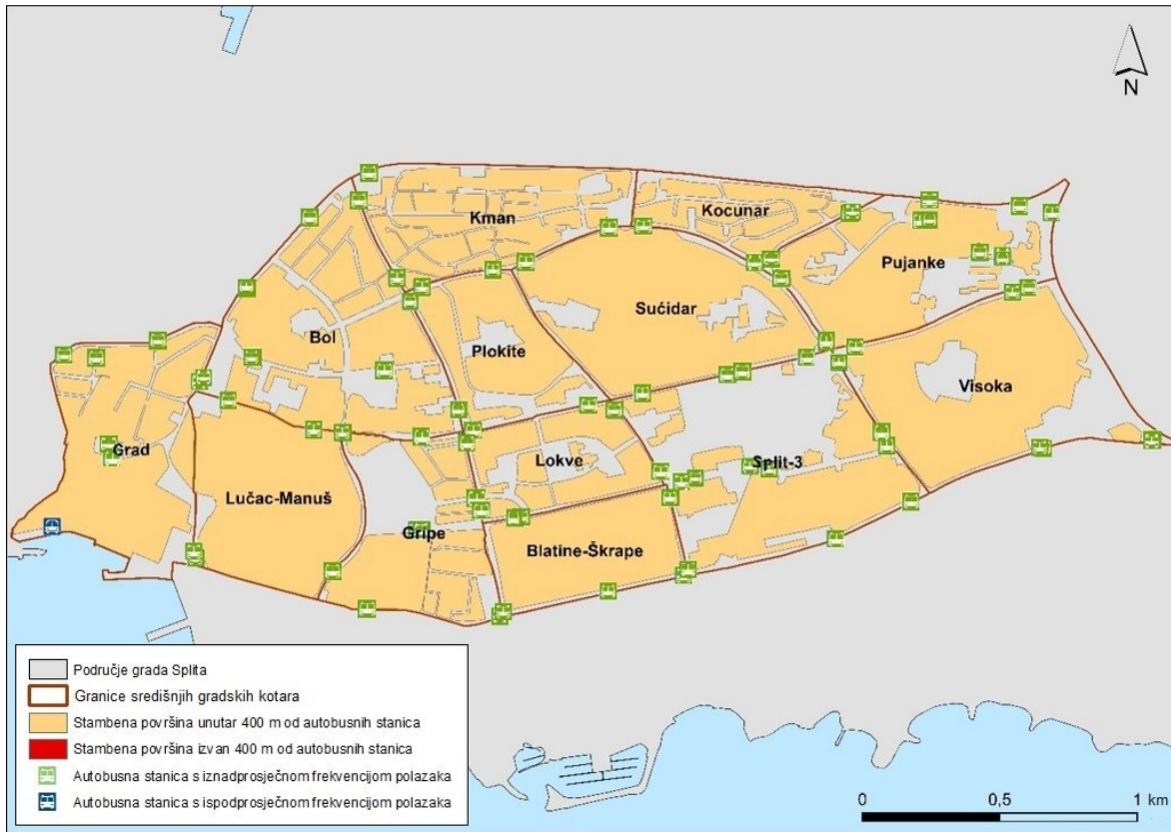 N
Kman
Kocunar
Pujanke
Sućidar
Bol
Plokite
Visoka
Grad
Lokve
Split-3
Lučac-Manuš
Gripe
Blatine-Škrape
Područje grada Splita
Granice središnjih gradskih kotara
Stambena površina unutar 400 m od autobusnih stanica
Stambena površina izvan 400 m od autobusnih stanica
Autobusna stanica s iznadprosječnom frekvencijom polazaka
Autobusna stanica s ispodprosječnom frekvencijom polazaka
0 0,5 1 km